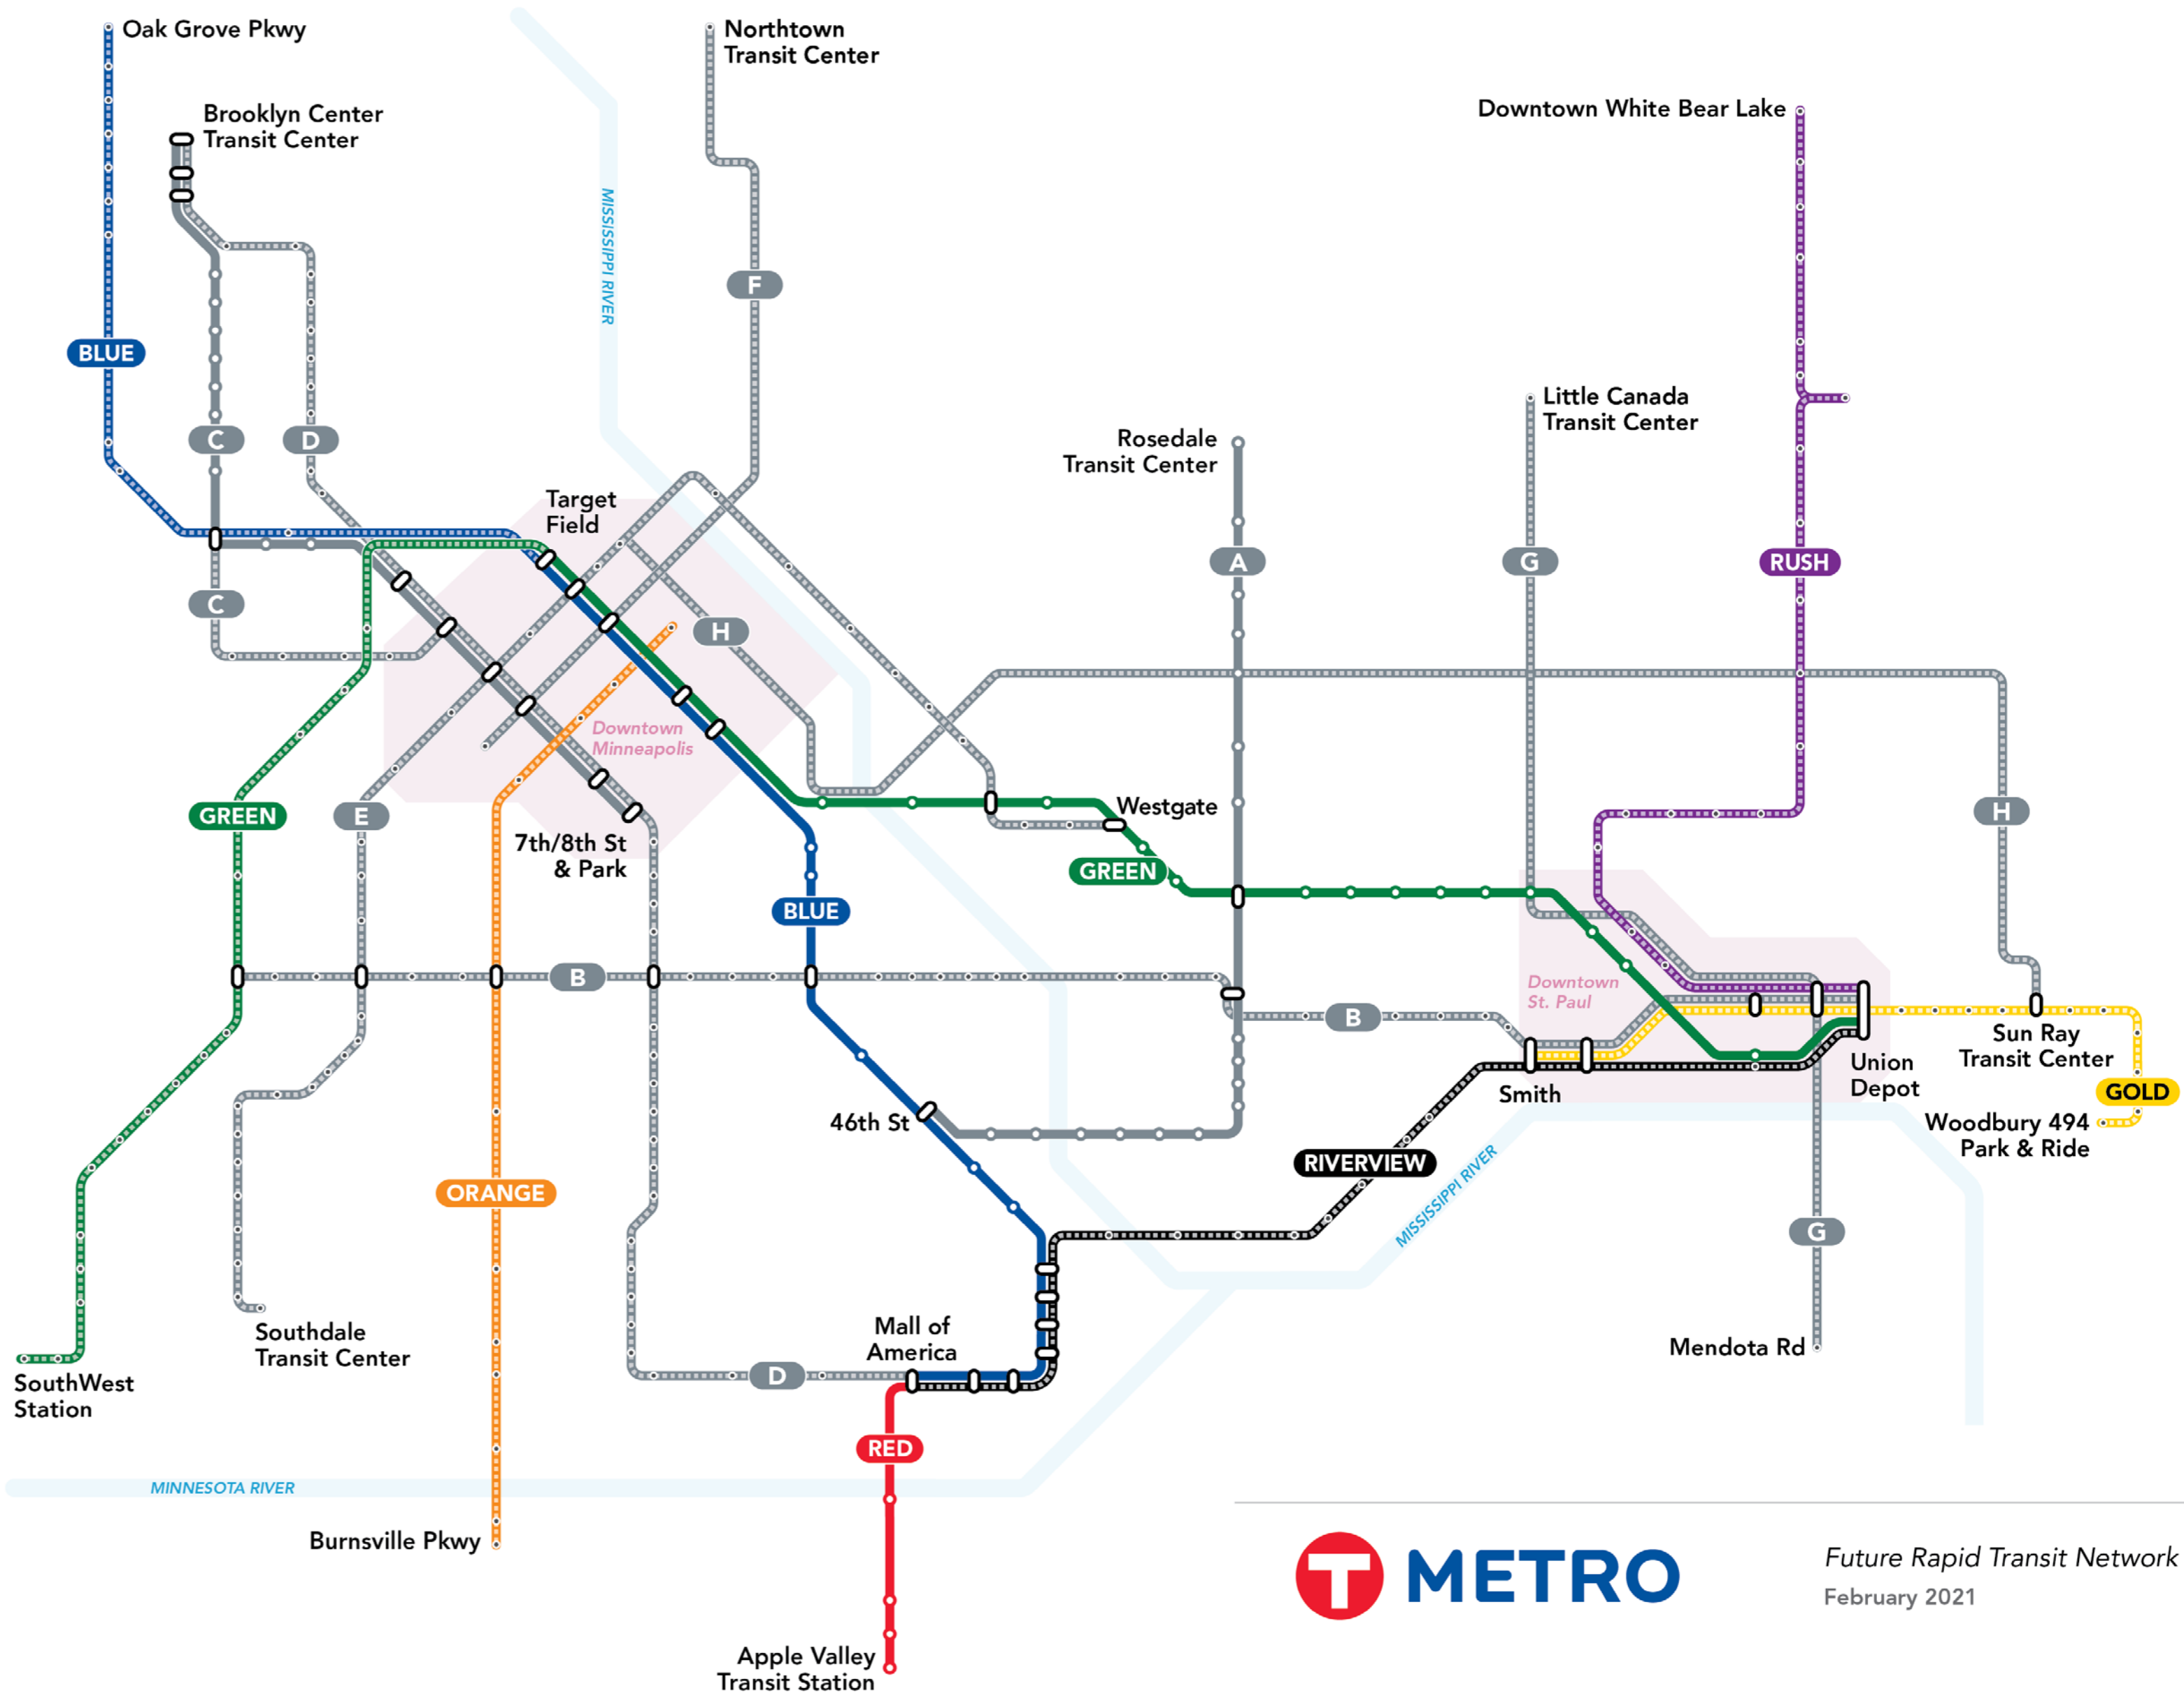 Oak Grove Pkwy
Northtown
Transit Center
Brooklyn Center
Transit Center
Downtown White Bear Lake
MISSISSIPPI RIVER
F
BLUE
Little Canada
Transit Center
C
D
Rosedale
Transit Center
Target
Field
A
G
RUSH
C
H
Downtown
Minneapolis
GREEN
E
Westgate
H
7th/8th St
& Park
GREEN
BLUE
B
Downtown
St. Paul
B
Sun Ray
Transit Center
Union
Depot
Smith
GOLD
46th St
Woodbury 494
Park & Ride
RIVERVIEW
ORANGE
MISSISSIPPI RIVER
G
Southdale
Transit Center
Mall of
America
Mendota Rd
D
SouthWest
Station
RED
MINNESOTA RIVER
Burnsville Pkwy
T METRO
Future Rapid Transit Network
February 2021
Apple Valley
Transit Station